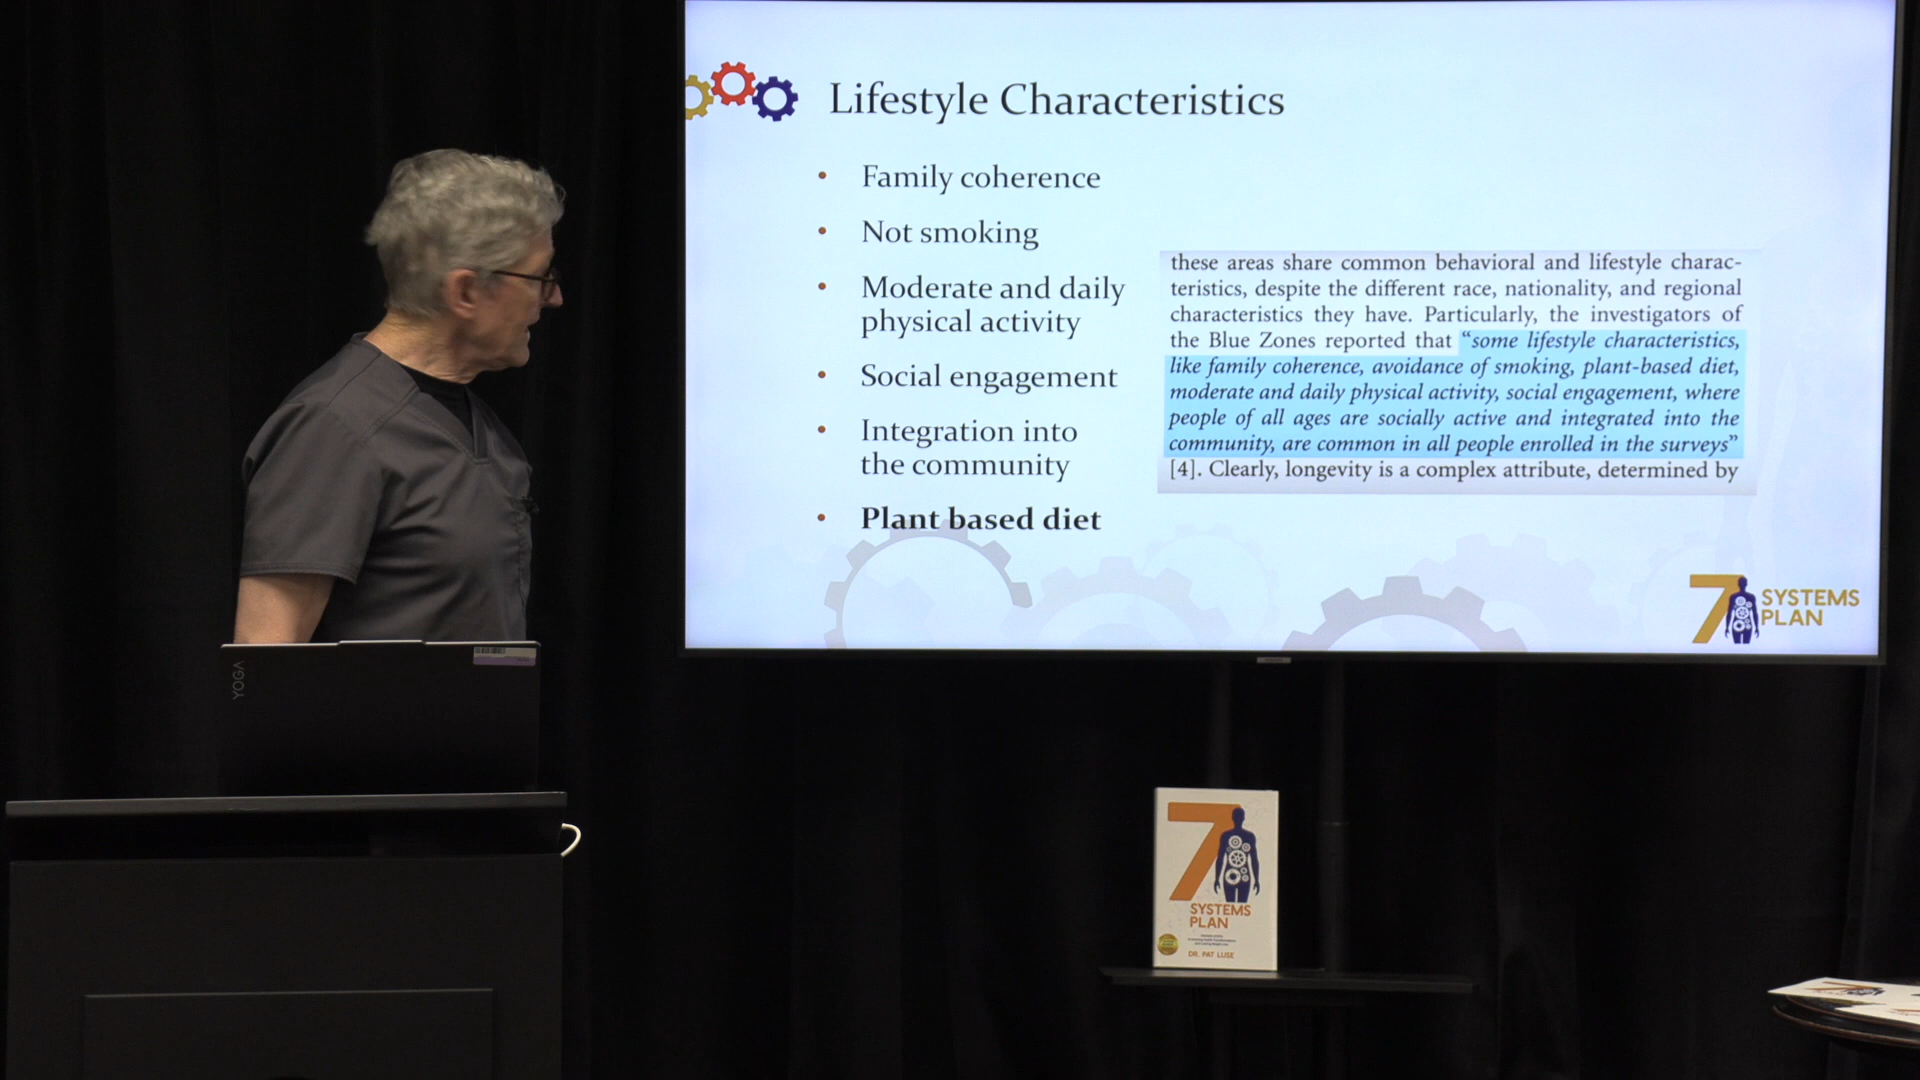 Lifestyle Characteristics
• Family coherence
• Not smoking
• Moderate and daily
physical activity
• Social engagement
• Integration into
the community
• Plant based diet
these areas share common behavioral and lifestyle charac-
teristics, despite the different race, nationality, and regional
characteristics they have. Particularly, the investigators of
the Blue Zones reported that “some lifestyle characteristics,
like family coherence, avoidance of smoking, plant-based diet,
moderate and daily physical activity, social engagement, where
people of all ages are socially active and integrated into the
community, are common in all people enrolled in the surveys”
[4]. Clearly, longevity is a complex attribute, determined by
7 SYSTEMS
PLAN
YOGA
7
SYSTEMS
PLAN
DR. PAT LUSE
7